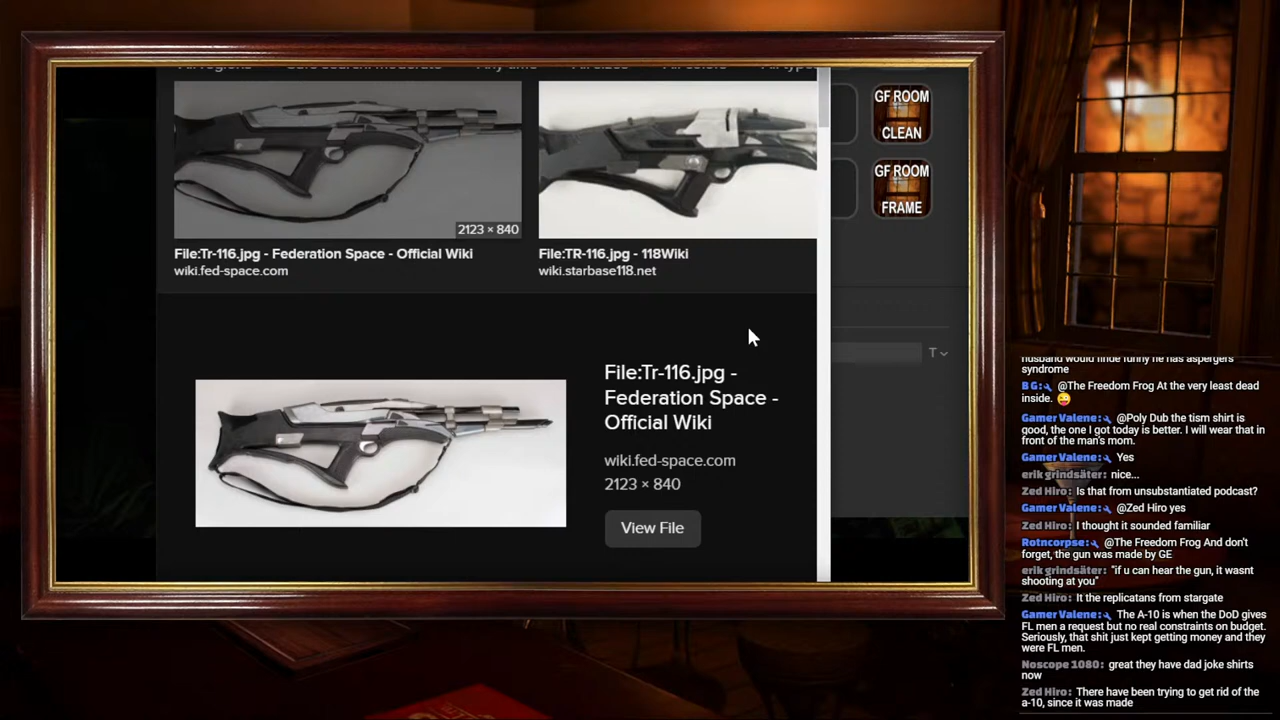 2123 × 840
File:Tr-116.jpg - Federation Space - Official Wiki
wiki.fed-space.com
File:TR-116.jpg - 118Wiki
wiki.starbase118.net
File:Tr-116.jpg -
Federation Space -
Official Wiki
wiki.fed-space.com
2123 × 840
View File
GF ROOM
CLEAN
GF ROOM
FRAME
T
husband would finde funny he has aspergers
syndrome
BG: @The Freedom Frog At the very least dead
inside. 😜
Gamer Valene: @Poly Dub the tism shirt is
good, the one I got today is better. I will wear that in
front of the man's mom.
Gamer Valene: Yes
erik grindsäter: nice...
Zed Hiro: Is that from unsubstantiated podcast?
Gamer Valene: @Zed Hiro yes
Zed Hiro: I thought it sounded familiar
Rotncorpse: @The Freedom Frog And don't
forget, the gun was made by GE
erik grindsäter: "if u can hear the gun, it wasnt
shooting at you"
Zed Hiro: It the replicatans from stargate
Gamer Valene: The A-10 is when the DoD gives
FL men a request but no real constraints on budget.
Seriously, that shit just kept getting money and they
were FL men.
Noscope 1080: great they have dad joke shirts
now
Zed Hiro: There have been trying to get rid of the
a-10, since it was made